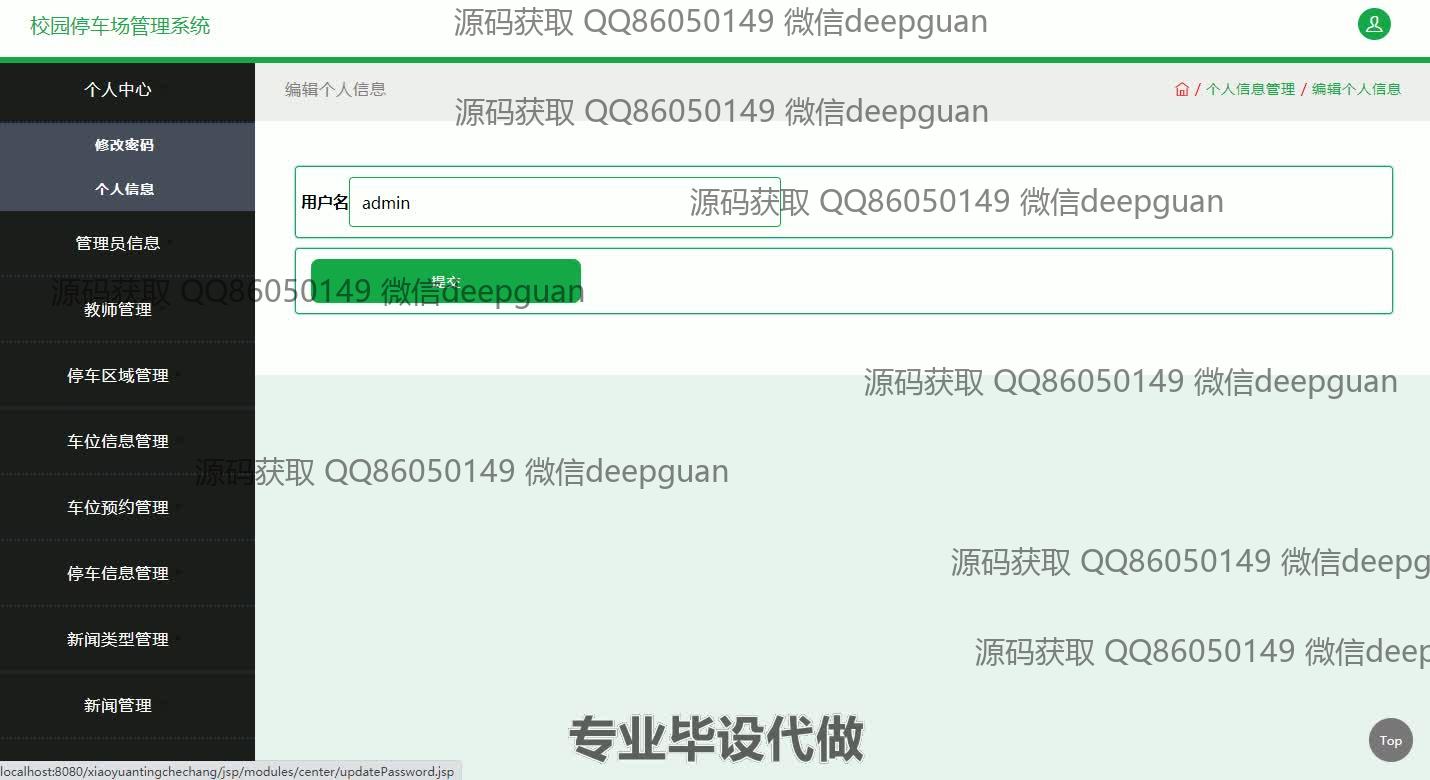 校园停车场管理系统
源码获取 QQ86050149 微信deepguan
个人中心
编辑个人信息
/ 个人信息管理 / 编辑个人信息
源码获取 QQ86050149 微信deepguan
修改密码
个人信息
用户名 admin
源码获取 QQ86050149 微信deepguan
管理员信息
提交
源码获取 QQ86050149 微信deepguan
教师管理
停车区域管理
源码获取 QQ86050149 微信deepguan
车位信息管理
源码获取 QQ86050149 微信deepguan
车位预约管理
源码获取 QQ86050149 微信deepg
停车信息管理
新闻类型管理
源码获取 QQ86050149 微信deep
新闻管理
专业毕设代做
Top
localhost:8080/xiaoyuantingchechang/jsp/modules/center/updatePassword.jsp